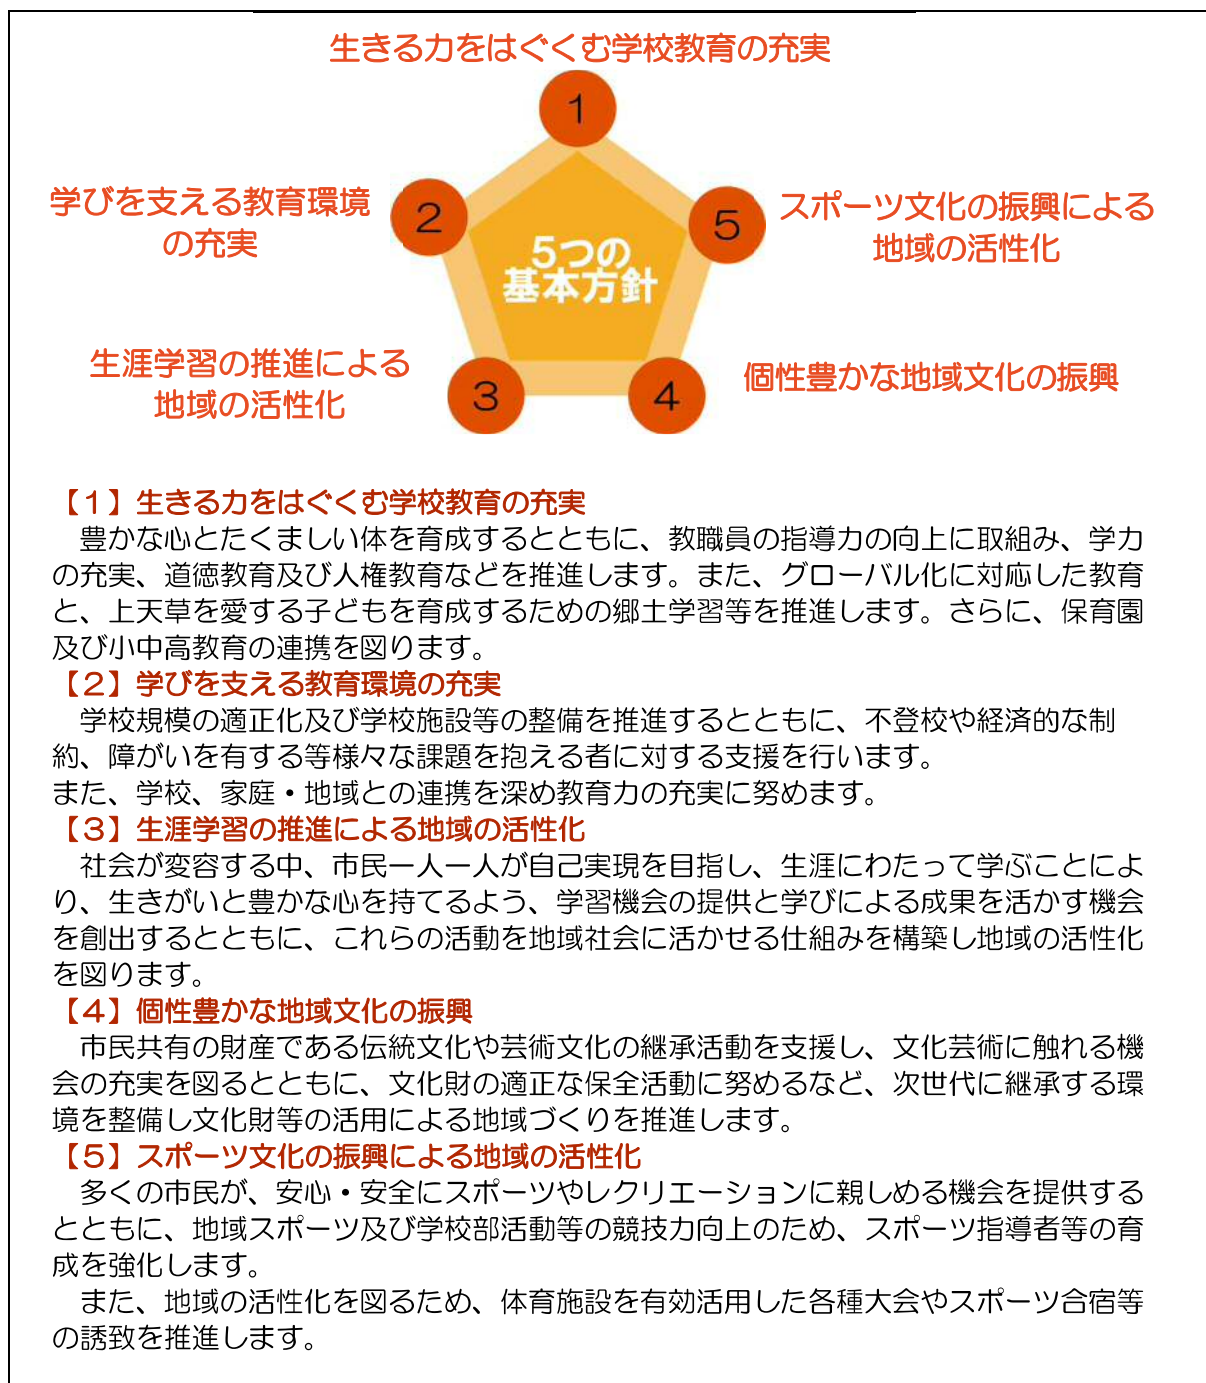 生きる力をはぐくむ学校教育の充実
1
学びを支える教育環境
の充実
2
5
スポーツ文化の振興による
地域の活性化
5つの
基本方針
生涯学習の推進による
地域の活性化
3
4
個性豊かな地域文化の振興
【1】生きる力をはぐくむ学校教育の充実
　豊かな心とたくましい体を育成するとともに、教職員の指導力の向上に取組み、学力
の充実、道徳教育及び人権教育などを推進します。また、グローバル化に対応した教育
と、上天草を愛する子どもを育成するための郷土学習等を推進します。さらに、保育園
及び小中高教育の連携を図ります。
【2】学びを支える教育環境の充実
　学校規模の適正化及び学校施設等の整備を推進するとともに、不登校や経済的な制
約、障がいを有する等様々な課題を抱える者に対する支援を行います。
また、学校、家庭・地域との連携を深め教育力の充実に努めます。
【3】生涯学習の推進による地域の活性化
　社会が変容する中、市民一人一人が自己実現を目指し、生涯にわたって学ぶことによ
り、生きがいと豊かな心を持てるよう、学習機会の提供と学びによる成果を活かす機会
を創出するとともに、これらの活動を地域社会に活かせる仕組みを構築し地域の活性化
を図ります。
【4】個性豊かな地域文化の振興
　市民共有の財産である伝統文化や芸術文化の継承活動を支援し、文化芸術に触れる機
会の充実を図るとともに、文化財の適正な保全活動に努めるなど、次世代に継承する環
境を整備し文化財等の活用による地域づくりを推進します。
【5】スポーツ文化の振興による地域の活性化
　多くの市民が、安心・安全にスポーツやレクリエーションに親しめる機会を提供する
とともに、地域スポーツ及び学校部活動等の競技力向上のため、スポーツ指導者等の育
成を強化します。
　また、地域の活性化を図るため、体育施設を有効活用した各種大会やスポーツ合宿等
の誘致を推進します。